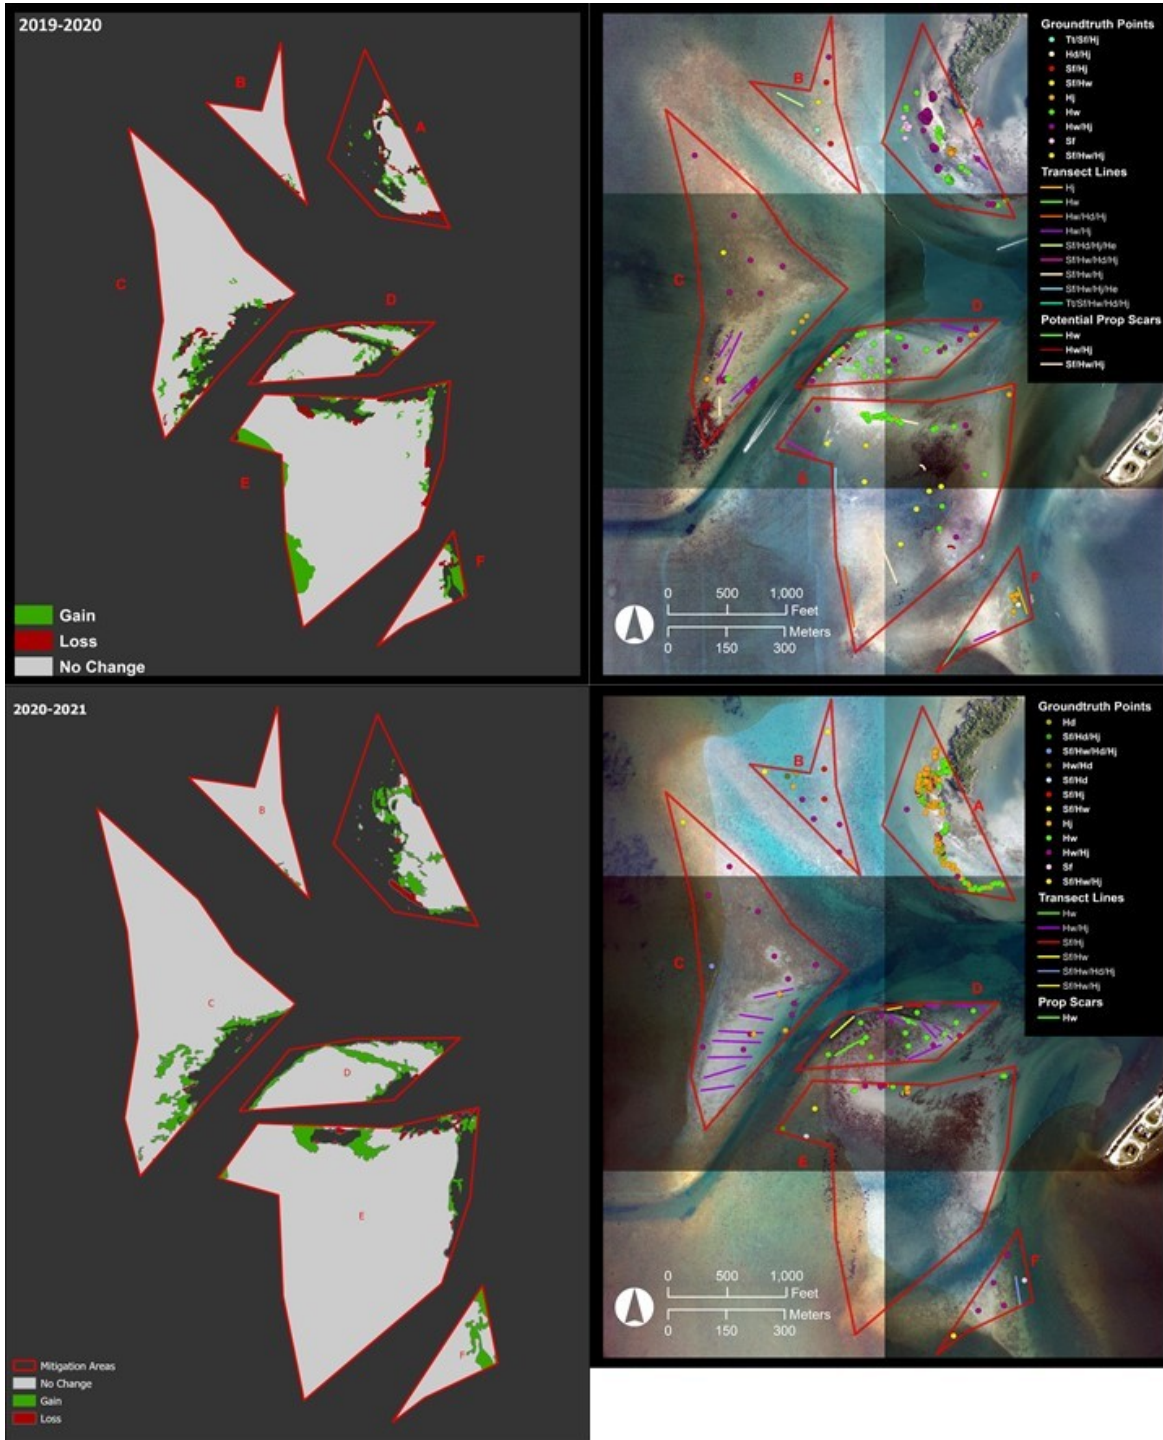 2019-2020
B
A
C
D
E
F
Gain
Loss
No Change
Groundtruth Points
Tt/Sf/Hj
Hd/Hj
Sf/Hj
Sf/Hw
Hj
Hw
Hw/Hj
Sf
Sf/Hw/Hj
Transect Lines
Hj
Hw
Hw/Hd/Hj
Hw/Hj
Sf/Hd/Hj/He
Sf/Hw/Hd/Hj
Sf/Hw/Hj
Sf/Hw/Hj/He
Tt/Sf/Hw/Hd/Hj
Potential Prop Scars
Hw
Hw/Hj
Sf/Hw/Hj
B
A
C
D
E
F
0 500 1,000
Feet
Meters
0 150 300
2020-2021
B
C
D
E
F
Mitigation Areas
No Change
Gain
Loss
Groundtruth Points
Hd
Sf/Hd/Hj
Sf/Hw/Hd/Hj
Hw/Hd
Sf/Hd
Sf/Hj
Sf/Hw
Hj
Hw
Hw/Hj
Sf
Sf/Hw/Hj
Transect Lines
Hw
Hw/Hj
Sf/Hj
Sf/Hw
Sf/Hw/Hd/Hj
Sf/Hw/Hj
Prop Scars
Hw
B
A
C
D
E
F
0 500 1,000
Feet
Meters
0 150 300